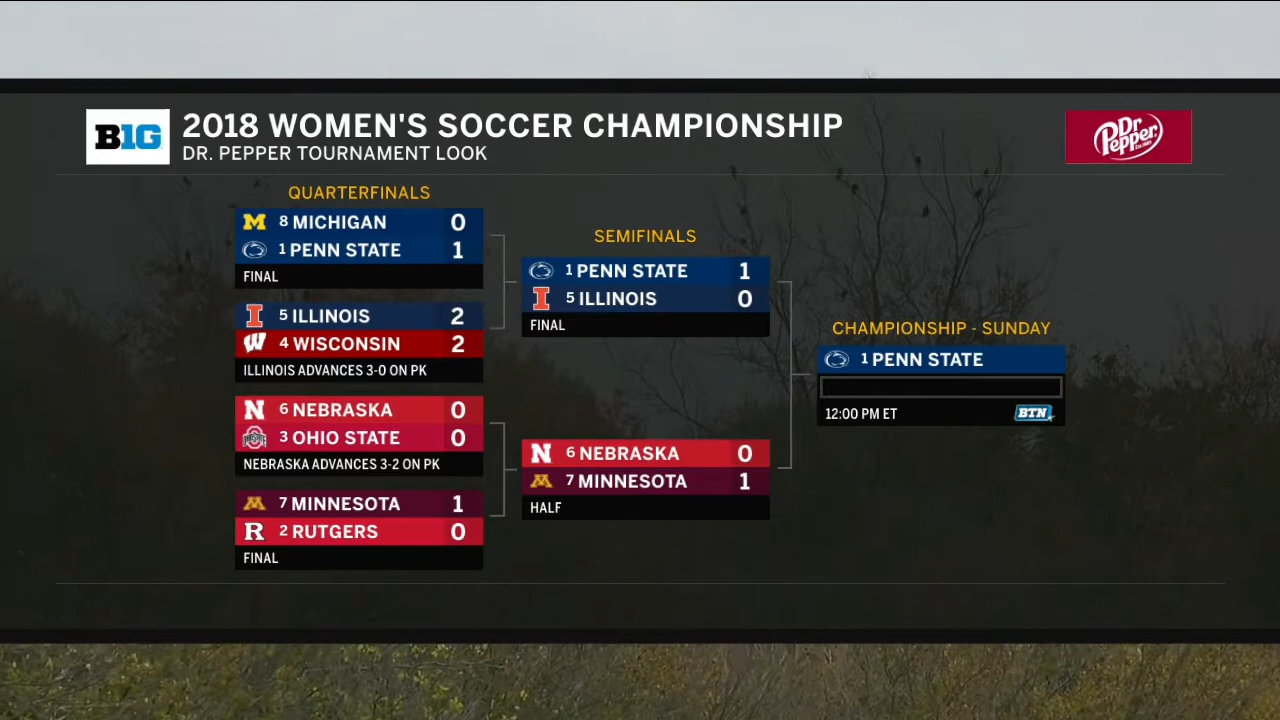 B1G
2018 WOMEN'S SOCCER CHAMPIONSHIP
DR. PEPPER TOURNAMENT LOOK
Dr Pepper
QUARTERFINALS
M 8 MICHIGAN 0
1 PENN STATE 1
FINAL
I 5 ILLINOIS 2
W 4 WISCONSIN 2
ILLINOIS ADVANCES 3-0 ON PK
N 6 NEBRASKA 0
OHIO STATE 3 OHIO STATE 0
NEBRASKA ADVANCES 3-2 ON PK
M 7 MINNESOTA 1
R 2 RUTGERS 0
FINAL
SEMIFINALS
1 PENN STATE 1
I 5 ILLINOIS 0
FINAL
N 6 NEBRASKA 0
M 7 MINNESOTA 1
HALF
CHAMPIONSHIP - SUNDAY
1 PENN STATE
12:00 PM ET BTN